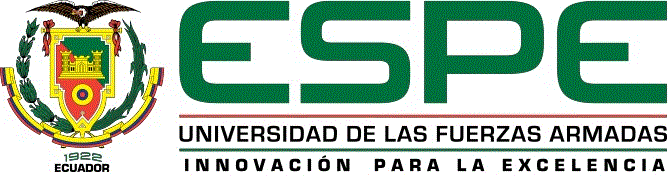 ESPE
UNIVERSIDAD DE LAS FUERZAS ARMADAS
INNOVACIÓN PARA LA EXCELENCIA
1922
ECUADOR